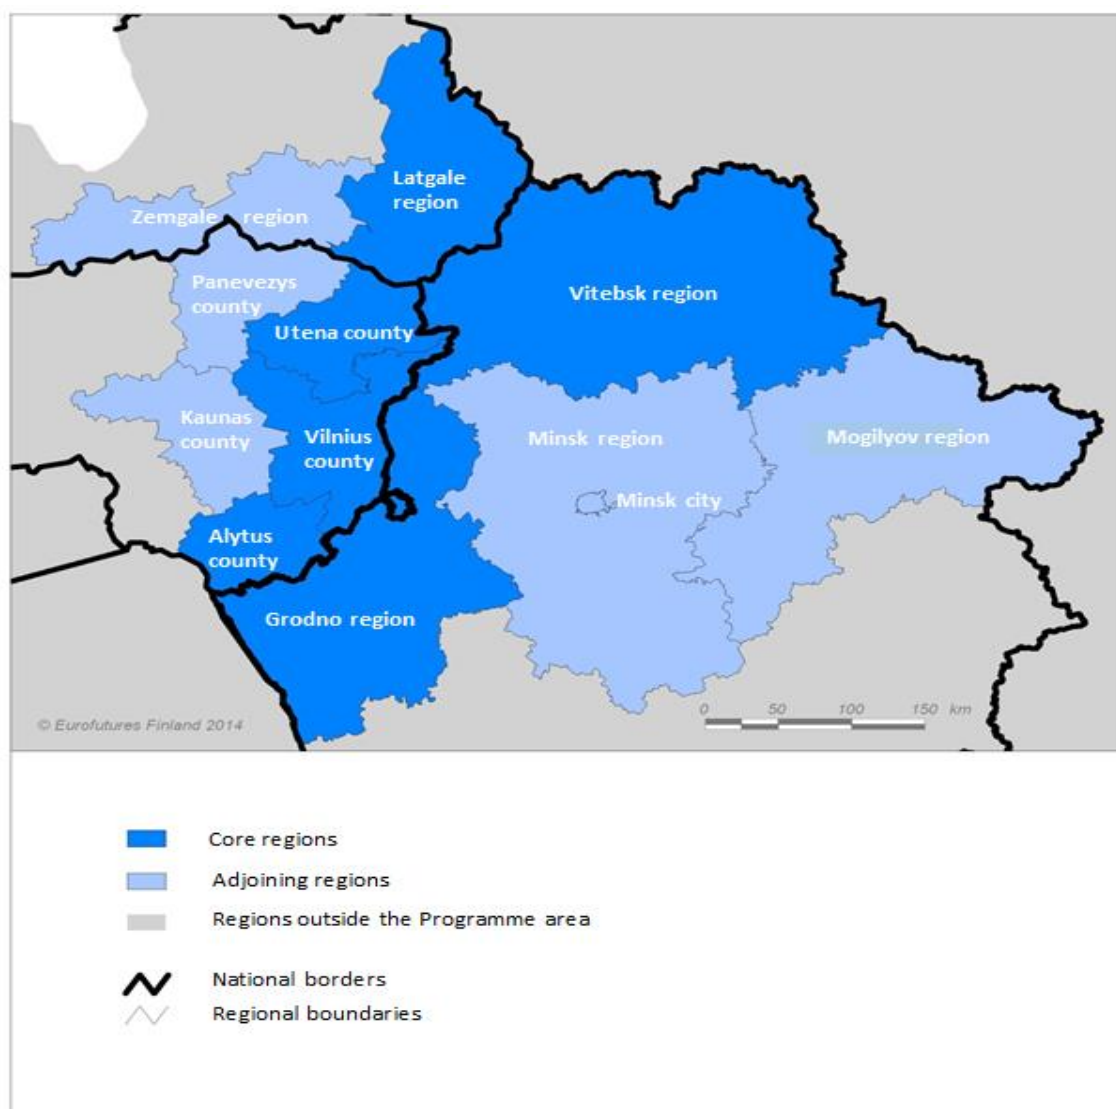 Latgale
region
Zemgale region
Panevezys
county
Vitebsk region
Utena county
Kaunas
county
Vilnius
county
Minsk region
Mogilyov region
Minsk city
Alytus
county
Grodno region
0 50 100 150 km
© Eurofutures Finland 2014
Core regions
Adjoining regions
Regions outside the Programme area
National borders
Regional boundaries